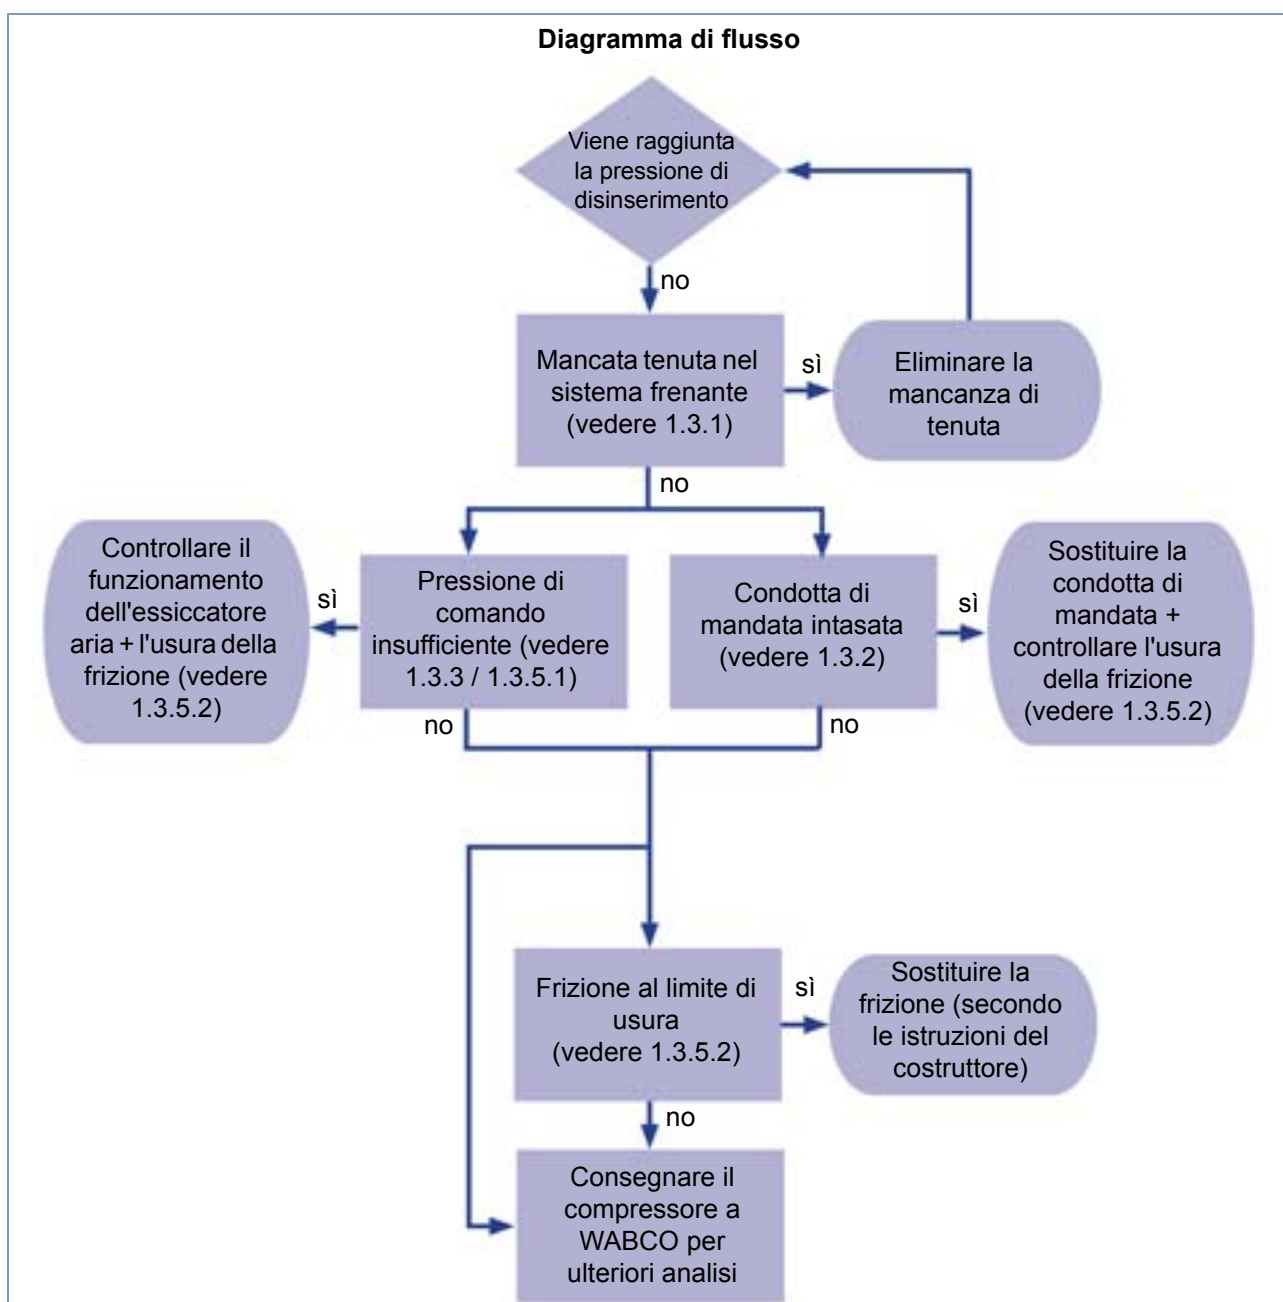 Diagramma di flusso
Viene raggiunta
la pressione di
disinserimento
no
Mancata tenuta nel
sistema frenante
(vedere 1.3.1)
sì
Eliminare la
mancanza di
tenuta
no
Controllare il
funzionamento
dell'essiccatore
aria + l'usura della
frizione (vedere
1.3.5.2)
sì
Pressione di
comando
insufficiente (vedere
1.3.3 / 1.3.5.1)
Condotta di
mandata intasata
(vedere 1.3.2)
sì
Sostituire la
condotta di
mandata +
controllare l'usura
della frizione
(vedere 1.3.5.2)
no
no
Frizione al limite di
usura
(vedere 1.3.5.2)
sì
Sostituire la
frizione (secondo
le istruzioni del
costruttore)
no
Consegnare il
compressore a
WABCO per
ulteriori analisi